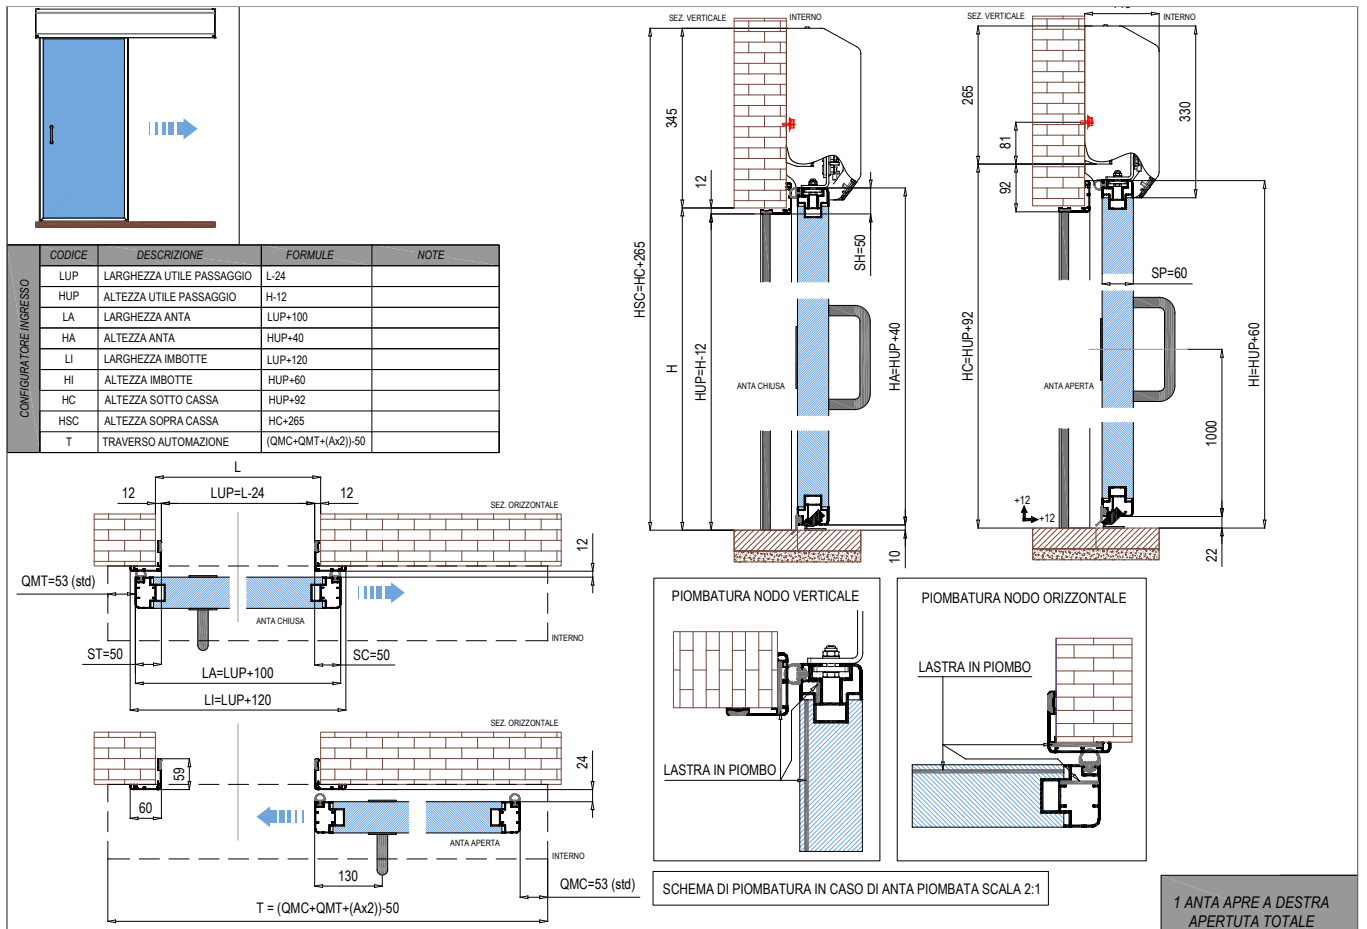 CONFIGURATORE INGRESSO
CODICE DESCRIZIONE FORMULE NOTE
LUP LARGHEZZA UTILE PASSAGGIO L-24
HUP ALTEZZA UTILE PASSAGGIO H-12
LA LARGHEZZA ANTA LUP+100
HA ALTEZZA ANTA HUP+40
LI LARGHEZZA IMBOTTE LUP+120
HI ALTEZZA IMBOTTE HUP+60
HC ALTEZZA SOTTO CASSA HUP+92
HSC ALTEZZA SOPRA CASSA HC+265
T TRAVERSO AUTOMAZIONE (QMC+QMT+(Ax2))-50
L
12 LUP=L-24 12
SEZ. ORIZZONTALE
12
QMT=53 (std)
ANTA CHIUSA
INTERNO
ST=50 SC=50
LA=LUP+100
LI=LUP+120
SEZ. ORIZZONTALE
59
24
60
ANTA APERTA
INTERNO
130
QMC=53 (std)
T = (QMC+QMT+(Ax2))-50
SEZ. VERTICALE INTERNO
345
12
HSC=HC+265
SH=50
H
HUP=H-12
HA=HUP+40
ANTA CHIUSA
10
SEZ. VERTICALE INTERNO
265
330
81
92
SP=60
HC=HUP+92
HI=HUP+60
ANTA APERTA
1000
+12
+12
22
PIOMBATURA NODO VERTICALE
LASTRA IN PIOMBO
PIOMBATURA NODO ORIZZONTALE
LASTRA IN PIOMBO
SCHEMA DI PIOMBATURA IN CASO DI ANTA PIOMBATA SCALA 2:1
1 ANTA APRE A DESTRA
APERTUTA TOTALE